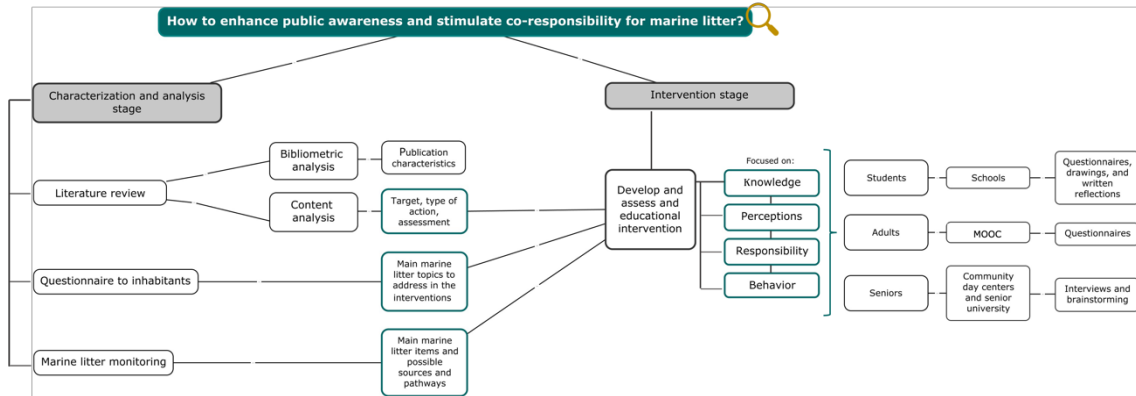 How to enhance public awareness and stimulate co-responsibility for marine litter?
Characterization and analysis
stage
Intervention stage
Literature review
Bibliometric
analysis
Publication
characteristics
Content
analysis
Target, type of
action,
assessment
Questionnaire to inhabitants
Main marine
litter topics to
address in the
interventions
Marine litter monitoring
Main marine
litter items and
possible
sources and
pathways
Develop and
assess and
educational
intervention
Focused on:
Knowledge
Perceptions
Responsibility
Behavior
Students
Schools
Questionnaires,
drawings, and
written
reflections
Adults
MOOC
Questionnaires
Seniors
Community
day centers
and senior
university
Interviews and
brainstorming